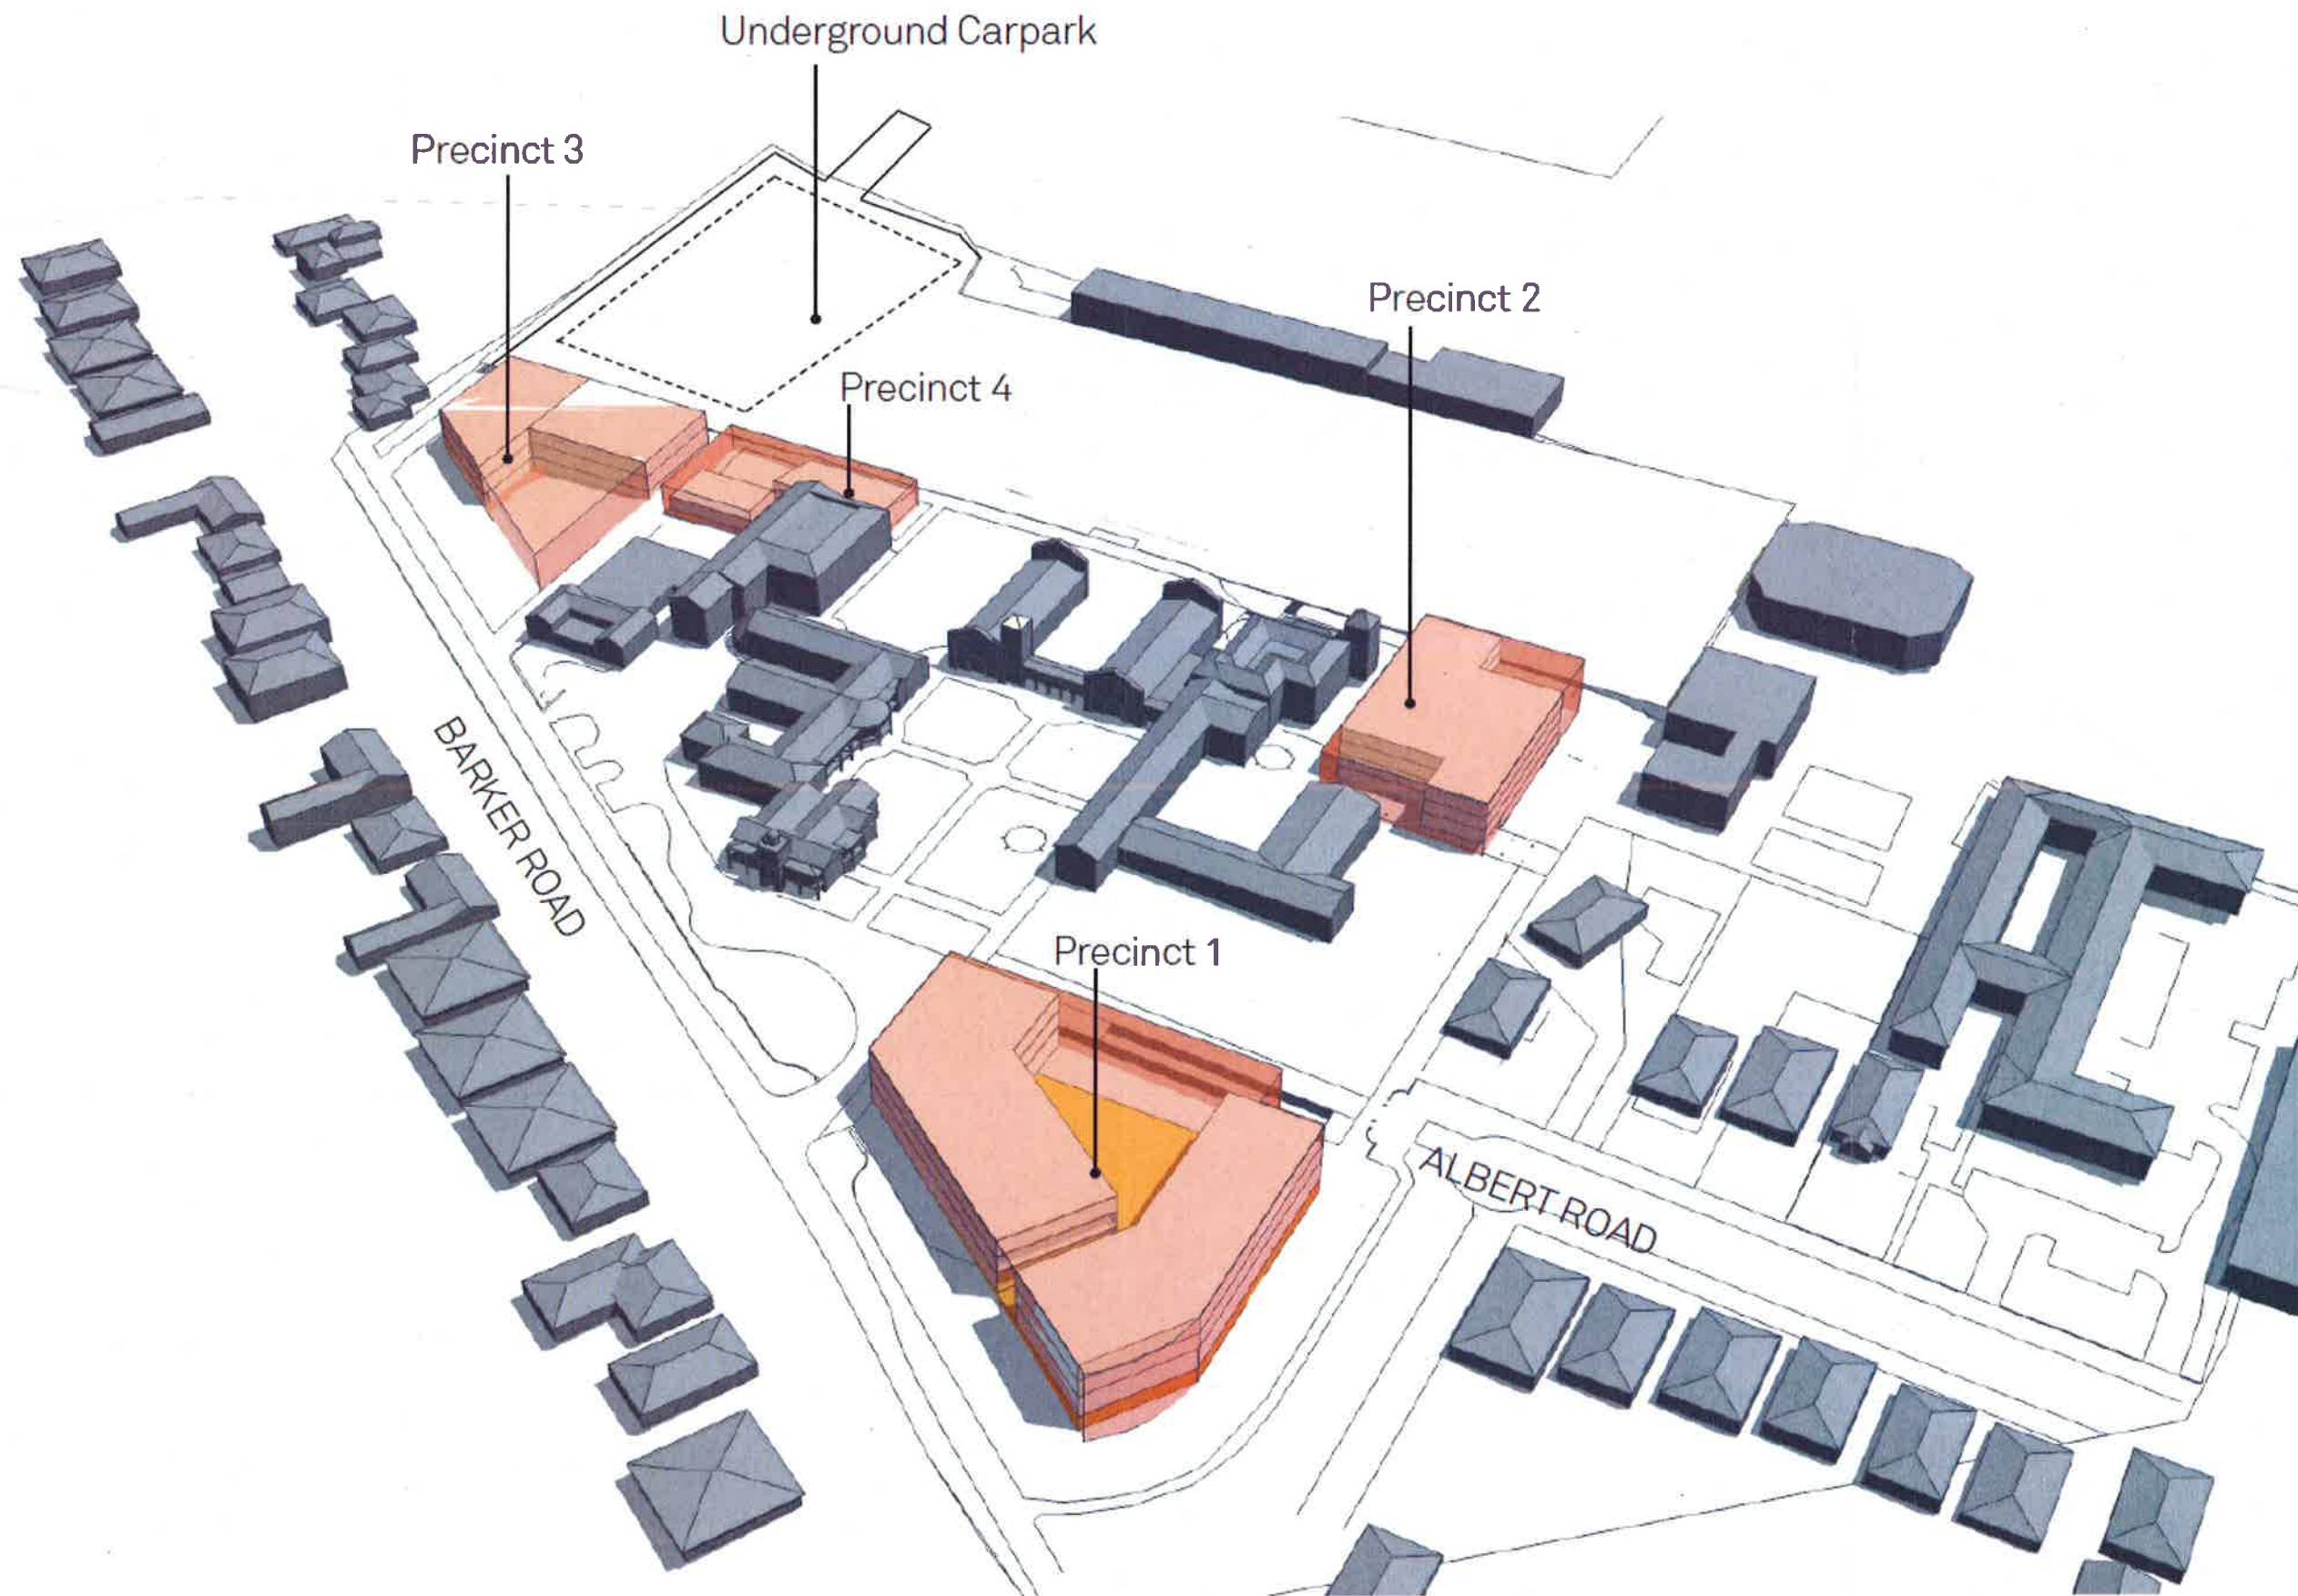 Underground Carpark
Precinct 3
Precinct 2
Precinct 4
BARKER ROAD
Precinct 1
ALBERT ROAD